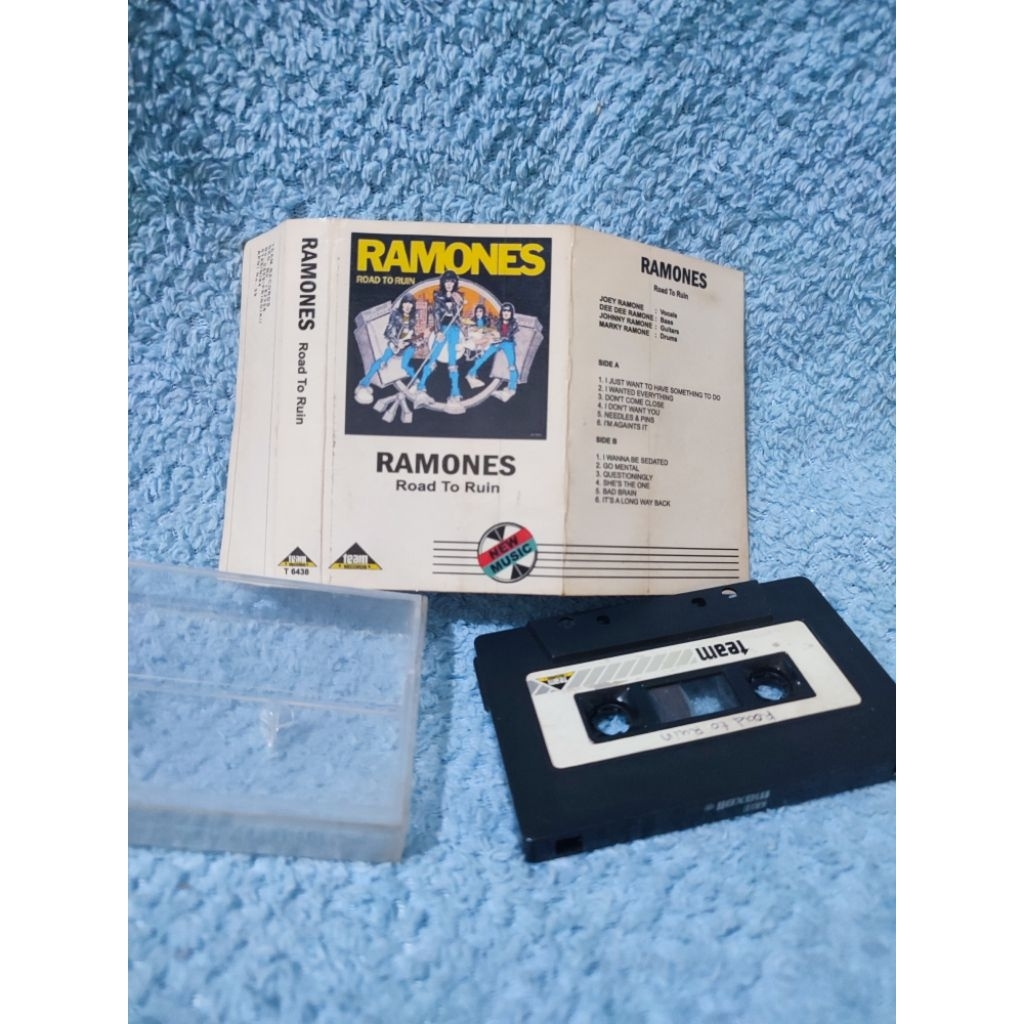 RAMONES Road To Ruin
team
T 6438
RAMONES
ROAD TO RUIN
RAMONES
Road To Ruin
team
NEW
MUSIC
RAMONES
Road To Ruin
JOEY RAMONE : Vocals
DEE DEE RAMONE : Bass
JOHNNY RAMONE : Guitars
MARKY RAMONE : Drums
SIDE A
1. I JUST WANT TO HAVE SOMETHING TO DO
2. I WANTED EVERYTHING
3. DON'T COME CLOSE
4. I DON'T WANT YOU
5. NEEDLES & PINS
6. I'M AGAINTS IT
SIDE B
1. I WANNA BE SEDATED
2. GO MENTAL
3. QUESTIONINGLY
4. SHE'S THE ONE
5. BAD BRAIN
6. IT'S A LONG WAY BACK
team
Road to Ruin
maxell